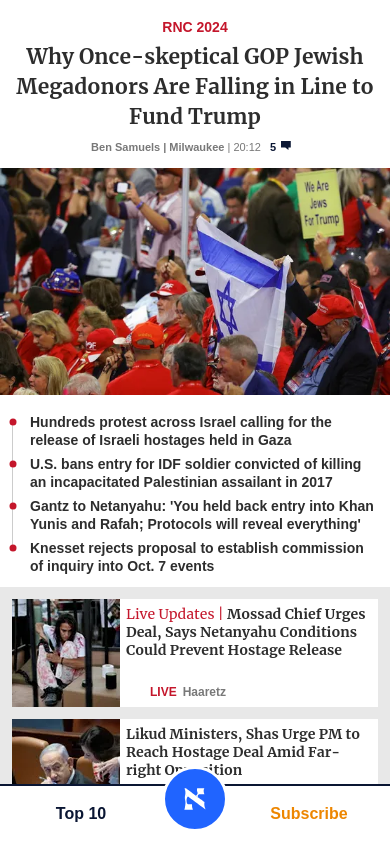 RNC 2024
Why Once-skeptical GOP Jewish
Megadonors Are Falling in Line to
Fund Trump
Ben Samuels | Milwaukee | 20:12 5
We Are
Jews
For Trump
Hundreds protest across Israel calling for the
release of Israeli hostages held in Gaza
U.S. bans entry for IDF soldier convicted of killing
an incapacitated Palestinian assailant in 2017
Gantz to Netanyahu: 'You held back entry into Khan
Yunis and Rafah; Protocols will reveal everything'
Knesset rejects proposal to establish commission
of inquiry into Oct. 7 events
Live Updates | Mossad Chief Urges
Deal, Says Netanyahu Conditions
Could Prevent Hostage Release
LIVE Haaretz
Likud Ministers, Shas Urge PM to
Reach Hostage Deal Amid Far-
right
Top 10
Subscribe